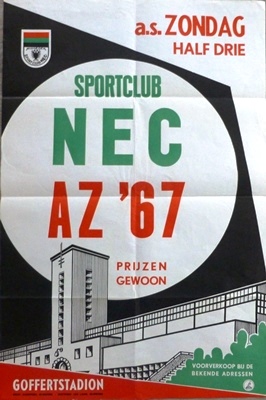 a.s. ZONDAG
HALF DRIE
SPORTCLUB
NEC
AZ '67
PRIJZEN
GEWOON
VOORVERKOOP BIJ DE
BEKENDE ADRESSEN
GOFFERTSTADION